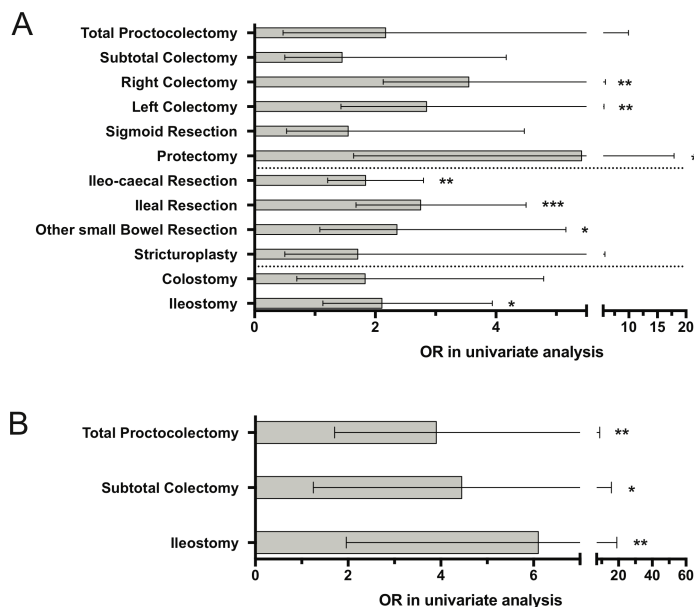 A
Total Proctocolectomy
Subtotal Colectomy
Right Colectomy **
Left Colectomy **
Sigmoid Resection
Protectomy *
Ileo-caecal Resection **
Ileal Resection ***
Other small Bowel Resection *
Stricturoplasty
Colostomy
Ileostomy *
0 2 4 10 15 20
OR in univariate analysis
B
Total Proctocolectomy **
Subtotal Colectomy *
Ileostomy **
0 2 4 6 20 40 60
OR in univariate analysis